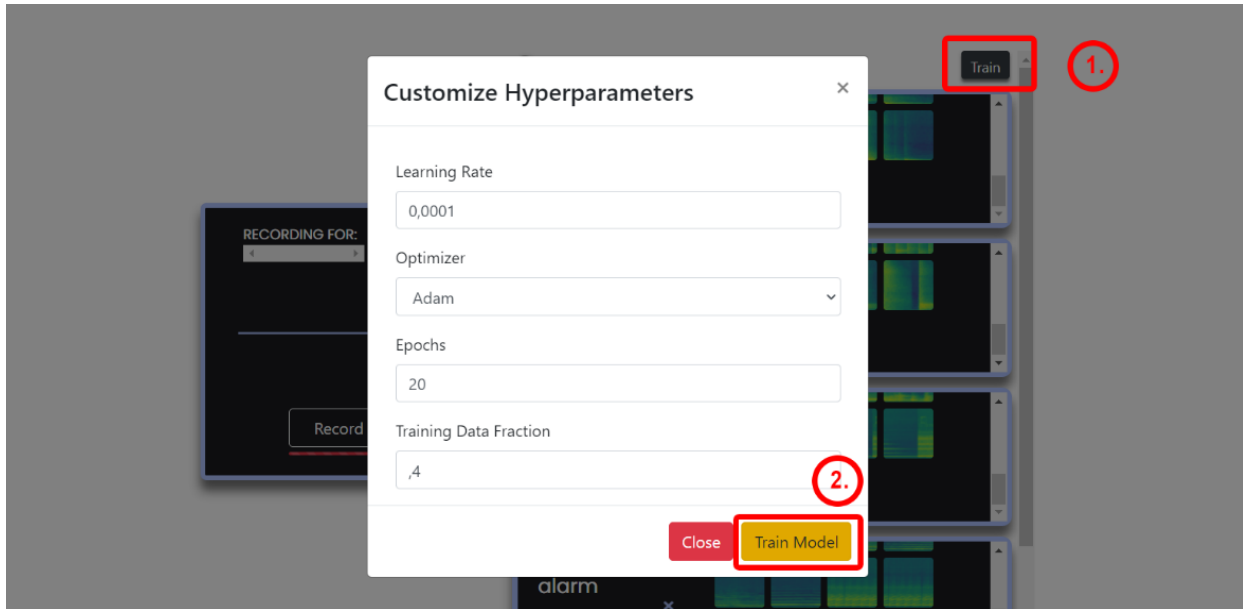 Train
1.
Customize Hyperparameters
×
Learning Rate
0,0001
RECORDING FOR:
Optimizer
Adam
Epochs
20
Record
Training Data Fraction
,4
2.
Close
Train Model
alarm
×